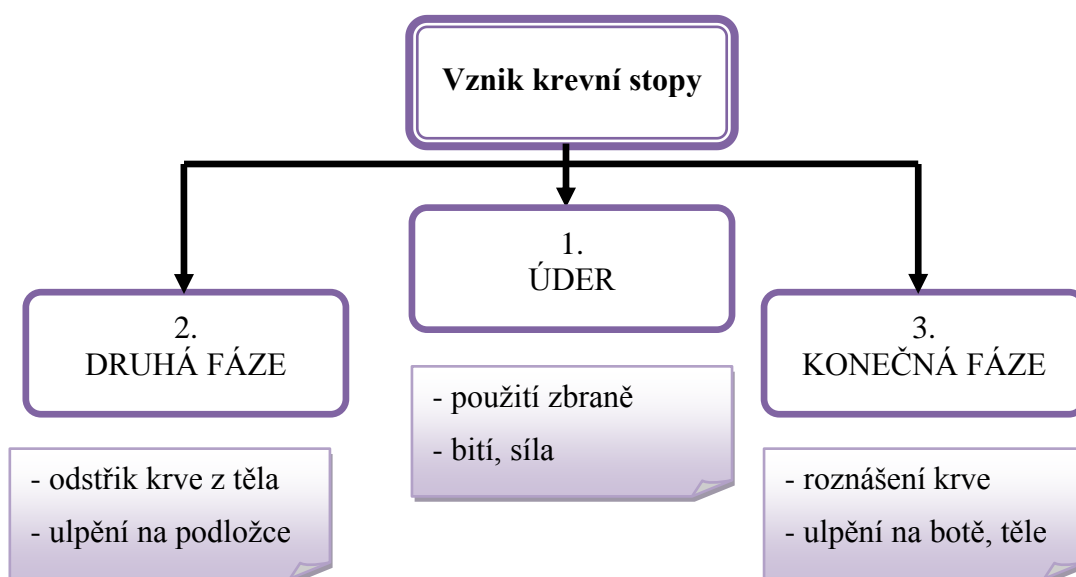 Vznik krevní stopy
1.
ÚDER
- použití zbraně
- bití, síla
2.
DRUHÁ FÁZE
- odstřik krve z těla
- ulpění na podložce
3.
KONEČNÁ FÁZE
- roznášení krve
- ulpění na botě, těle